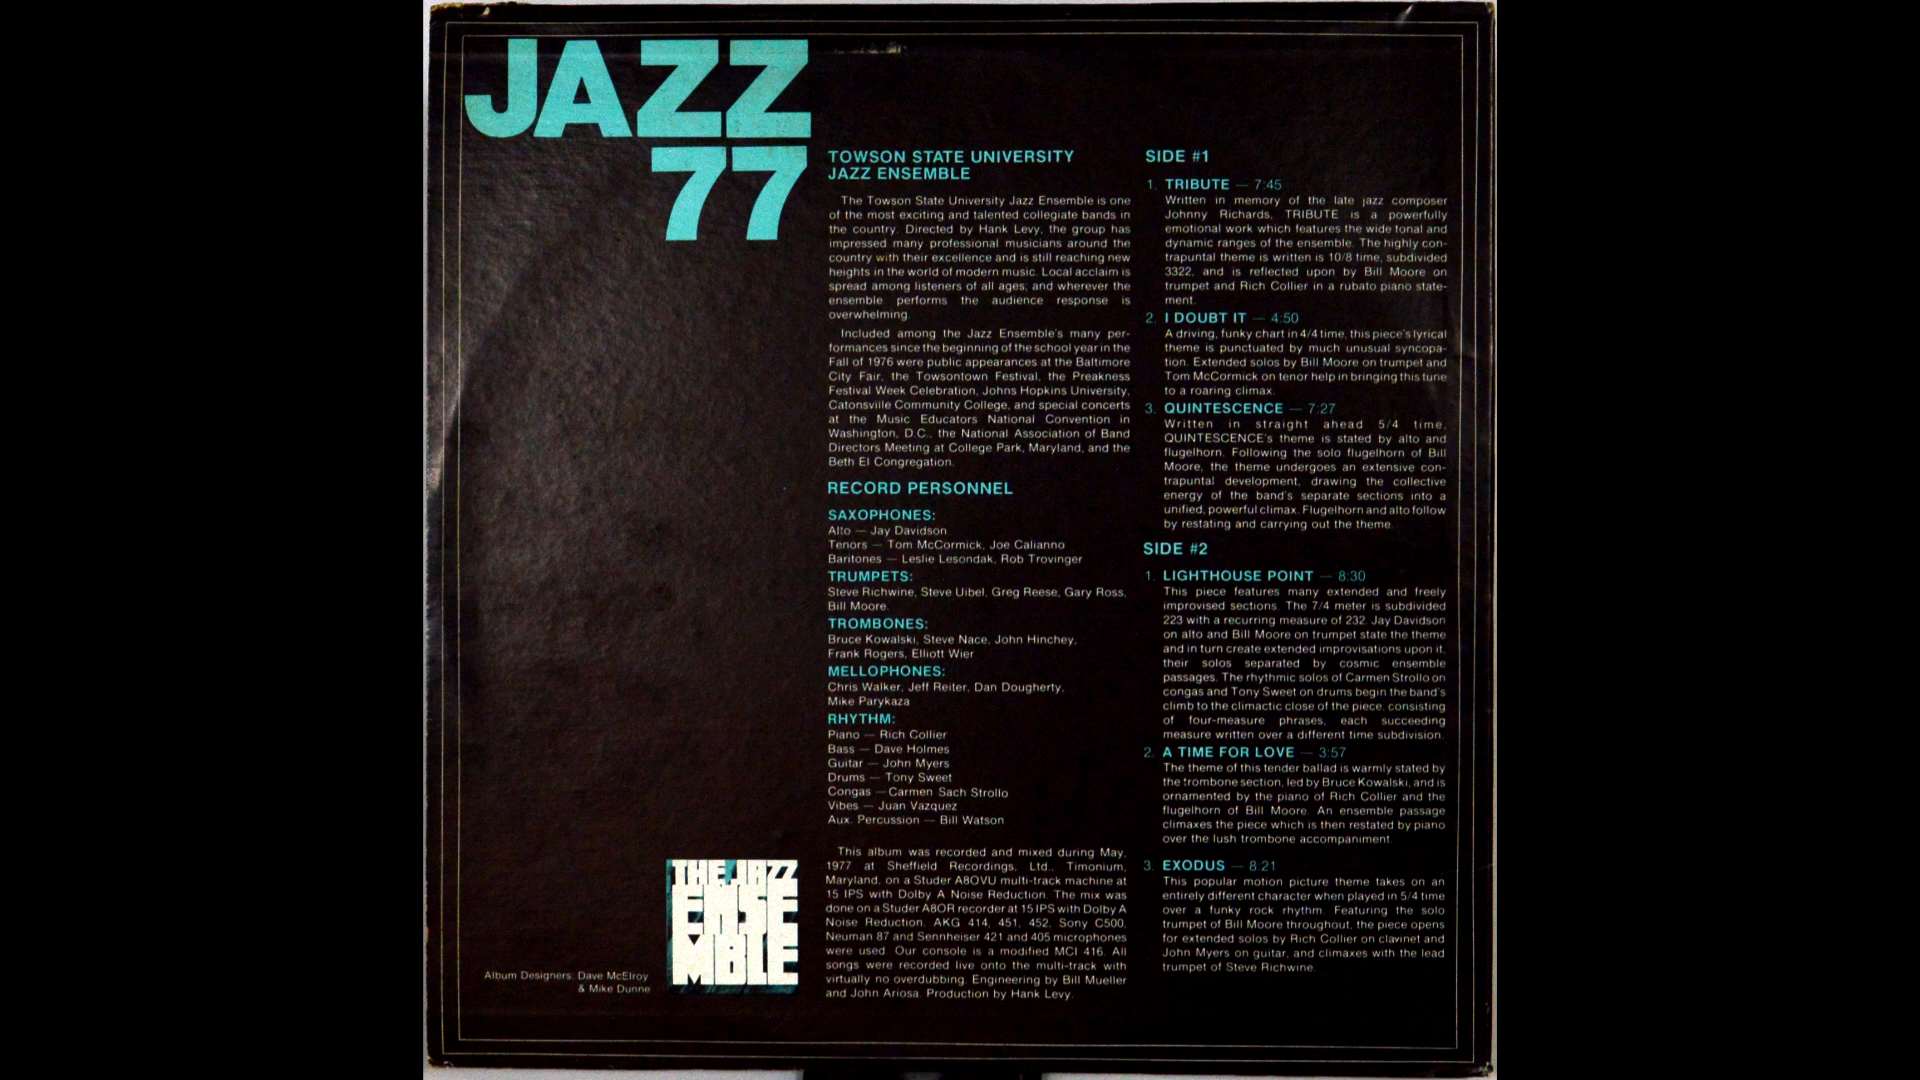 JAZZ
77
TOWSON STATE UNIVERSITY
JAZZ ENSEMBLE
The Towson State University Jazz Ensemble is one
of the most exciting and talented collegiate bands in
the country. Directed by Hank Levy, the group has
impressed many professional musicians around the
country with their excellence and is still reaching new
heights in the world of modern music. Local acclaim is
spread among listeners of all ages; and wherever the
ensemble performs the audience response is
overwhelming.
Included among the Jazz Ensemble's many per-
formances since the beginning of the school year in the
Fall of 1976 were public appearances at the Baltimore
City Fair, the Towsontown Festival, the Preakness
Festival Week Celebration, Johns Hopkins University,
Catonsville Community College, and special concerts
at the Music Educators National Convention in
Washington, D.C., the National Association of Band
Directors Meeting at College Park, Maryland, and the
Beth El Congregation.
RECORD PERSONNEL
SAXOPHONES:
Alto — Jay Davidson
Tenors — Tom McCormick, Joe Calianno
Baritones — Leslie Lesondak, Rob Trovinger
TRUMPETS:
Steve Richwine, Steve Uibel, Greg Reese, Gary Ross,
Bill Moore.
TROMBONES:
Bruce Kowalski, Steve Nace, John Hinchey,
Frank Rogers, Elliott Wier
MELLOPHONES:
Chris Walker, Jeff Reiter, Dan Dougherty,
Mike Parykaza
RHYTHM:
Piano — Rich Collier
Bass — Dave Holmes
Guitar — John Myers
Drums — Tony Sweet
Congas — Carmen Sach Strollo
Vibes — Juan Vazquez
Aux. Percussion — Bill Watson
This album was recorded and mixed during May,
1977 at Sheffield Recordings, Ltd., Timonium,
Maryland, on a Studer A8OVU multi-track machine at
15 IPS with Dolby A Noise Reduction. The mix was
done on a Studer A8OR recorder at 15 IPS with Dolby A
Noise Reduction. AKG 414, 451, 452, Sony C500,
Neuman 87 and Sennheiser 421 and 405 microphones
were used. Our console is a modified MCI 416. All
songs were recorded live onto the multi-track with
virtually no overdubbing. Engineering by Bill Mueller
and John Ariosa. Production by Hank Levy.
SIDE #1
1. TRIBUTE — 7:45
Written in memory of the late jazz composer
Johnny Richards, TRIBUTE is a powerfully
emotional work which features the wide tonal and
dynamic ranges of the ensemble. The highly con-
trapuntal theme is written is 10/8 time, subdivided
3322, and is reflected upon by Bill Moore on
trumpet and Rich Collier in a rubato piano state-
ment.
2. I DOUBT IT — 4:50
A driving, funky chart in 4/4 time, this piece's lyrical
theme is punctuated by much unusual syncopa-
tion. Extended solos by Bill Moore on trumpet and
Tom McCormick on tenor help in bringing this tune
to a roaring climax.
3. QUINTESCENCE — 7:27
Written in straight ahead 5/4 time,
QUINTESCENCE's theme is stated by alto and
flugelhorn. Following the solo flugelhorn of Bill
Moore, the theme undergoes an extensive con-
trapuntal development, drawing the collective
energy of the band's separate sections into a
unified, powerful climax. Flugelhorn and alto follow
by restating and carrying out the theme.
SIDE #2
1. LIGHTHOUSE POINT — 8:30
This piece features many extended and freely
improvised sections. The 7/4 meter is subdivided
223 with a recurring measure of 232. Jay Davidson
on alto and Bill Moore on trumpet state the theme
and in turn create extended improvisations upon it,
their solos separated by cosmic ensemble
passages. The rhythmic solos of Carmen Strollo on
congas and Tony Sweet on drums begin the band's
climb to the climactic close of the piece, consisting
of four-measure phrases, each succeeding
measure written over a different time subdivision.
2. A TIME FOR LOVE — 3:57
The theme of this tender ballad is warmly stated by
the trombone section, led by Bruce Kowalski, and is
ornamented by the piano of Rich Collier and the
flugelhorn of Bill Moore. An ensemble passage
climaxes the piece which is then restated by piano
over the lush trombone accompaniment.
3. EXODUS — 8:21
This popular motion picture theme takes on an
entirely different character when played in 5/4 time
over a funky rock rhythm. Featuring the solo
trumpet of Bill Moore throughout, the piece opens
for extended solos by Rich Collier on clavinet and
John Myers on guitar, and climaxes with the lead
trumpet of Steve Richwine.
THE JAZZ
ENSE
MBLE
Album Designers: Dave McElroy
& Mike Dunne